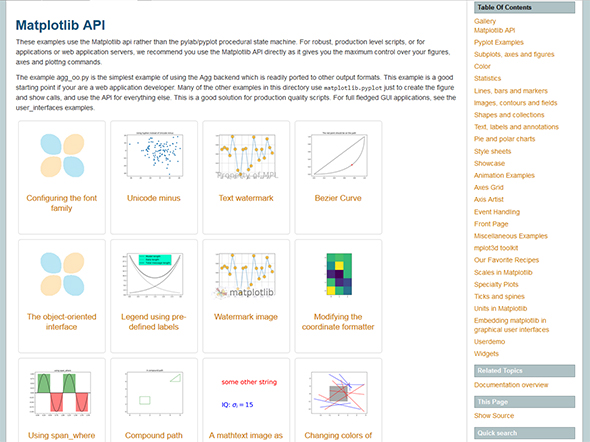 Matplotlib API
These examples use the Matplotlib api rather than the pylab/pyplot procedural state machine. For robust, production level scripts, or for
applications or web application servers, we recommend you use the Matplotlib API directly as it gives you the maximum control over your figures,
axes and plottng commands.
The example agg_oo.py is the simplest example of using the Agg backend which is readily ported to other output formats. This example is a good
starting point if your are a web application developer. Many of the other examples in this directory use matplotlib.pyplot just to create the figure
and show calls, and use the API for everything else. This is a good solution for production quality scripts. For full fledged GUI applications, see the
user_interfaces examples.
Configuring the font
family
Unicode minus
Property of MPL
Text watermark
Bezier Curve
The object-oriented
interface
Legend using pre-
defined labels
matplotlib
Watermark image
Modifying the
coordinate formatter
Using span_where
Compound path
some other string
IQ: σᵢ = 15
A mathtext image as
Changing colors of
Table Of Contents
Gallery
Matplotlib API
Pyplot Examples
Subplots, axes and figures
Color
Statistics
Lines, bars and markers
Images, contours and fields
Shapes and collections
Text, labels and annotations
Pie and polar charts
Style sheets
Showcase
Animation Examples
Axes Grid
Axis Artist
Event Handling
Front Page
Miscellaneous Examples
mplot3d toolkit
Our Favorite Recipes
Scales in Matplotlib
Specialty Plots
Ticks and spines
Units in Matplotlib
Embedding matplotlib in
graphical user interfaces
Userdemo
Widgets
Related Topics
Documentation overview
This Page
Show Source
Quick search